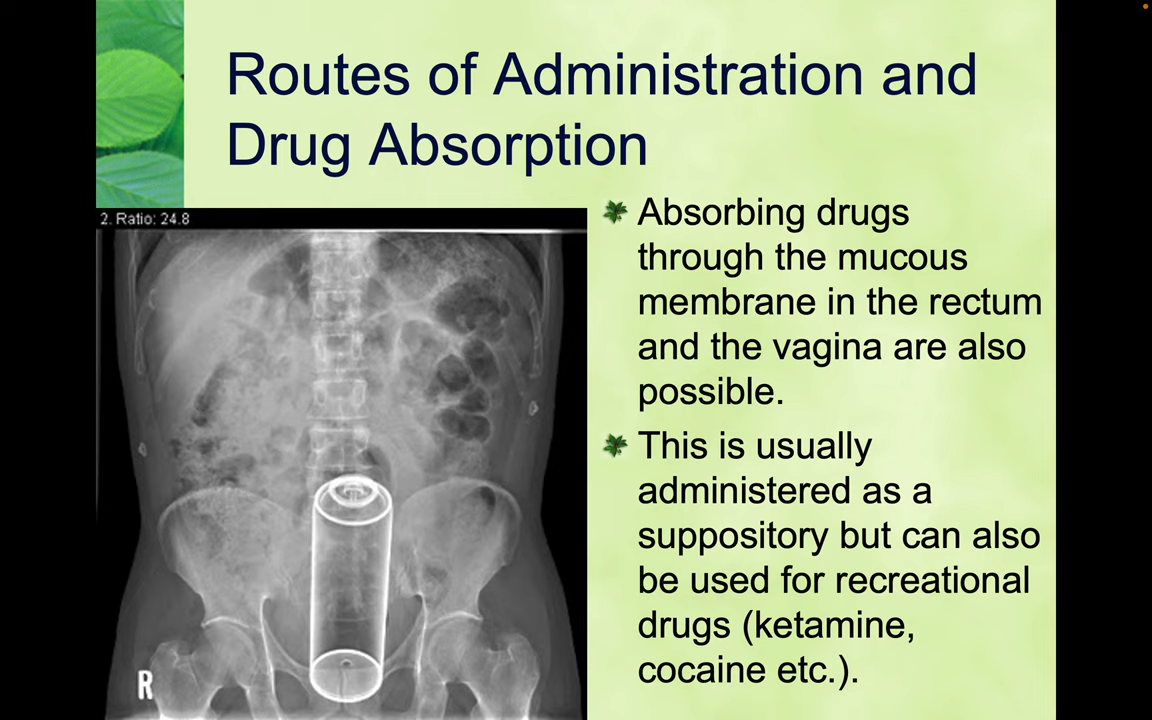 Routes of Administration and
Drug Absorption
2. Ratio: 24.8
R
Absorbing drugs
through the mucous
membrane in the rectum
and the vagina are also
possible.
This is usually
administered as a
suppository but can also
be used for recreational
drugs (ketamine,
cocaine etc.).